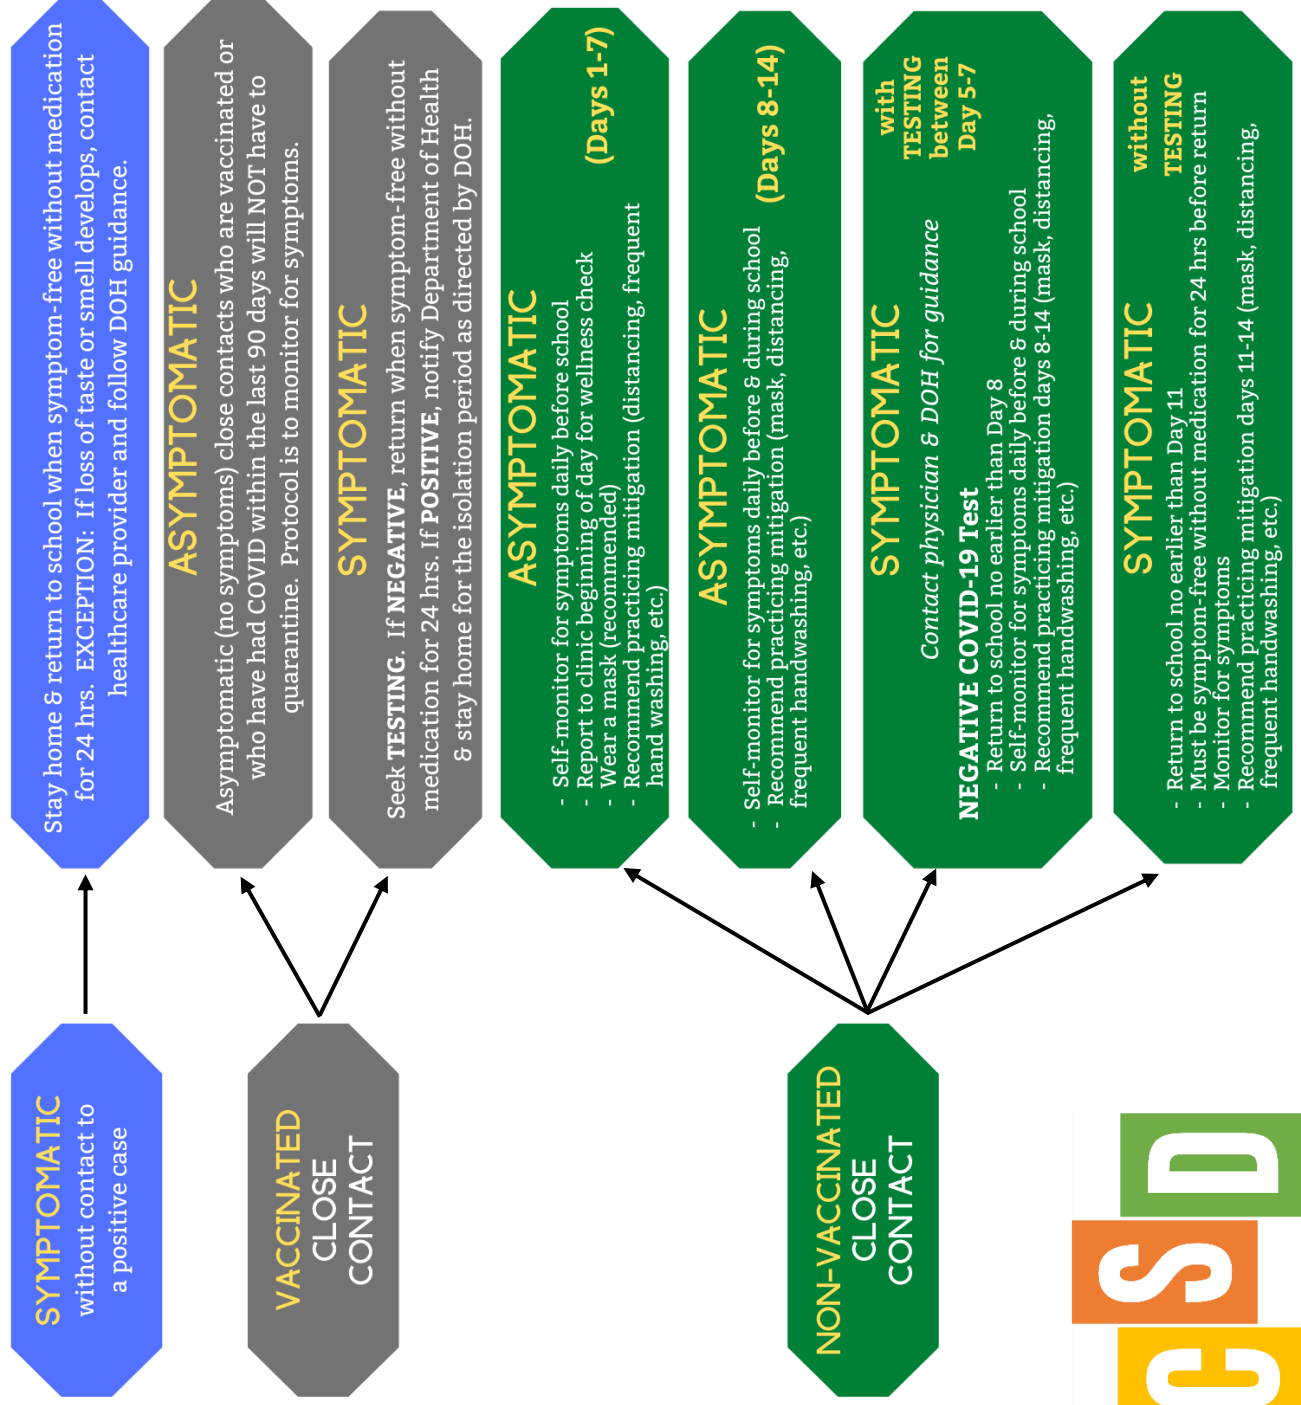 SYMPTOMATIC
without contact to
a positive case
Stay home & return to school when symptom-free without medication
for 24 hrs. EXCEPTION: If loss of taste or smell develops, contact
healthcare provider and follow DOH guidance.
VACCINATED
CLOSE
CONTACT
ASYMPTOMATIC
Asymptomatic (no symptoms) close contacts who are vaccinated or
who have had COVID within the last 90 days will NOT have to
quarantine. Protocol is to monitor for symptoms.
SYMPTOMATIC
Seek TESTING. If NEGATIVE, return when symptom-free without
medication for 24 hrs. If POSITIVE, notify Department of Health
& stay home for the isolation period as directed by DOH.
NON-VACCINATED
CLOSE
CONTACT
ASYMPTOMATIC
(Days 1-7)
- Self-monitor for symptoms daily before school
- Report to clinic beginning of day for wellness check
- Wear a mask (recommended)
- Recommend practicing mitigation (distancing, frequent
hand washing, etc.)
ASYMPTOMATIC
(Days 8-14)
- Self-monitor for symptoms daily before & during school
- Recommend practicing mitigation (mask, distancing,
frequent handwashing, etc.)
SYMPTOMATIC
with
TESTING
between
Day 5-7
Contact physician & DOH for guidance
NEGATIVE COVID-19 Test
- Return to school no earlier than Day 8
- Self-monitor for symptoms daily before & during school
- Recommend practicing mitigation days 8-14 (mask, distancing,
frequent handwashing, etc.)
SYMPTOMATIC
without
TESTING
- Return to school no earlier than Day 11
- Must be symptom-free without medication for 24 hrs before return
- Monitor for symptoms
- Recommend practicing mitigation days 11-14 (mask, distancing,
frequent handwashing, etc.)
CSD